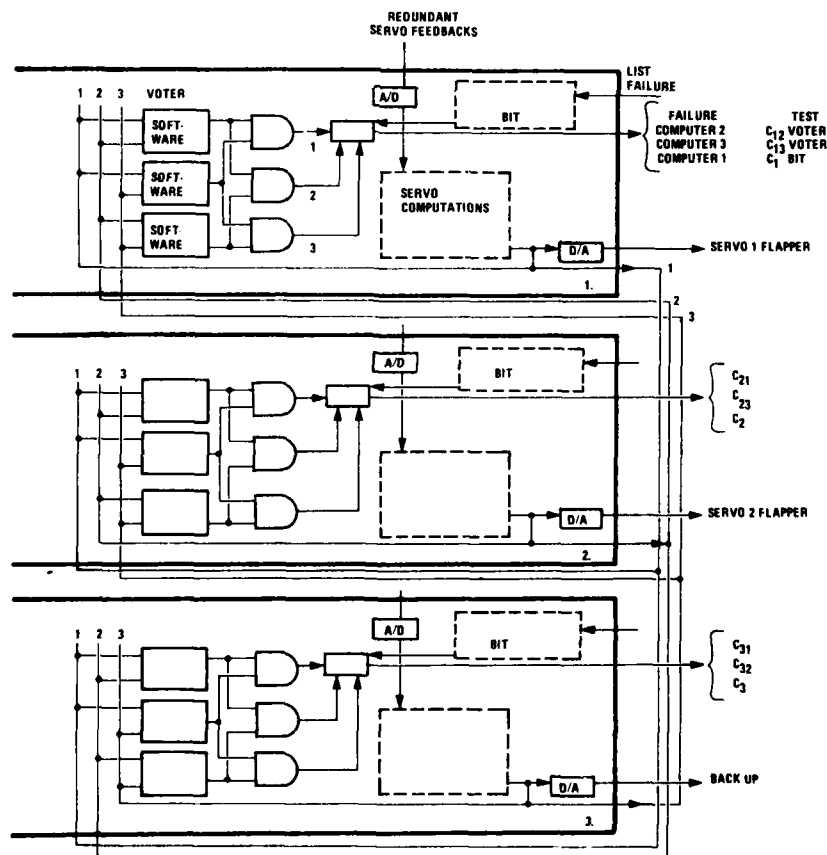 REDUNDANT
SERVO FEEDBACKS
1 2 3 VOTER
LIST
FAILURE
A/D
BIT
SOFT-
WARE
SOFT-
WARE
SOFT-
WARE
1
2
3
FAILURE TEST
COMPUTER 2 C12 VOTER
COMPUTER 3 C13 VOTER
COMPUTER 1 C1 BIT
SERVO
COMPUTATIONS
D/A
SERVO 1 FLAPPER
1
1.
2
3
1 2 3
A/D
BIT
C21
C23
C2
D/A
SERVO 2 FLAPPER
2.
1 2 3
A/D
BIT
C31
C32
C3
D/A
BACK UP
3.